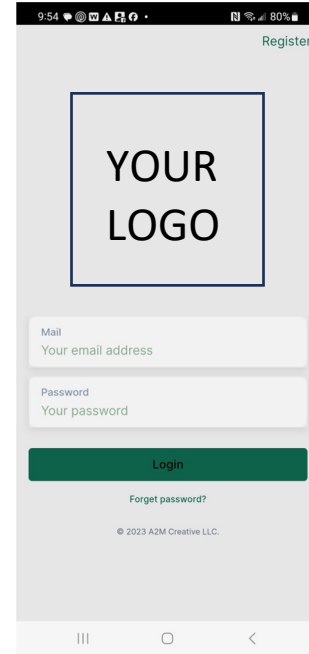 9:54 80%
Register
YOUR
LOGO
Mail
Your email address
Password
Your password
Login
Forget password?
© 2023 A2M Creative LLC.